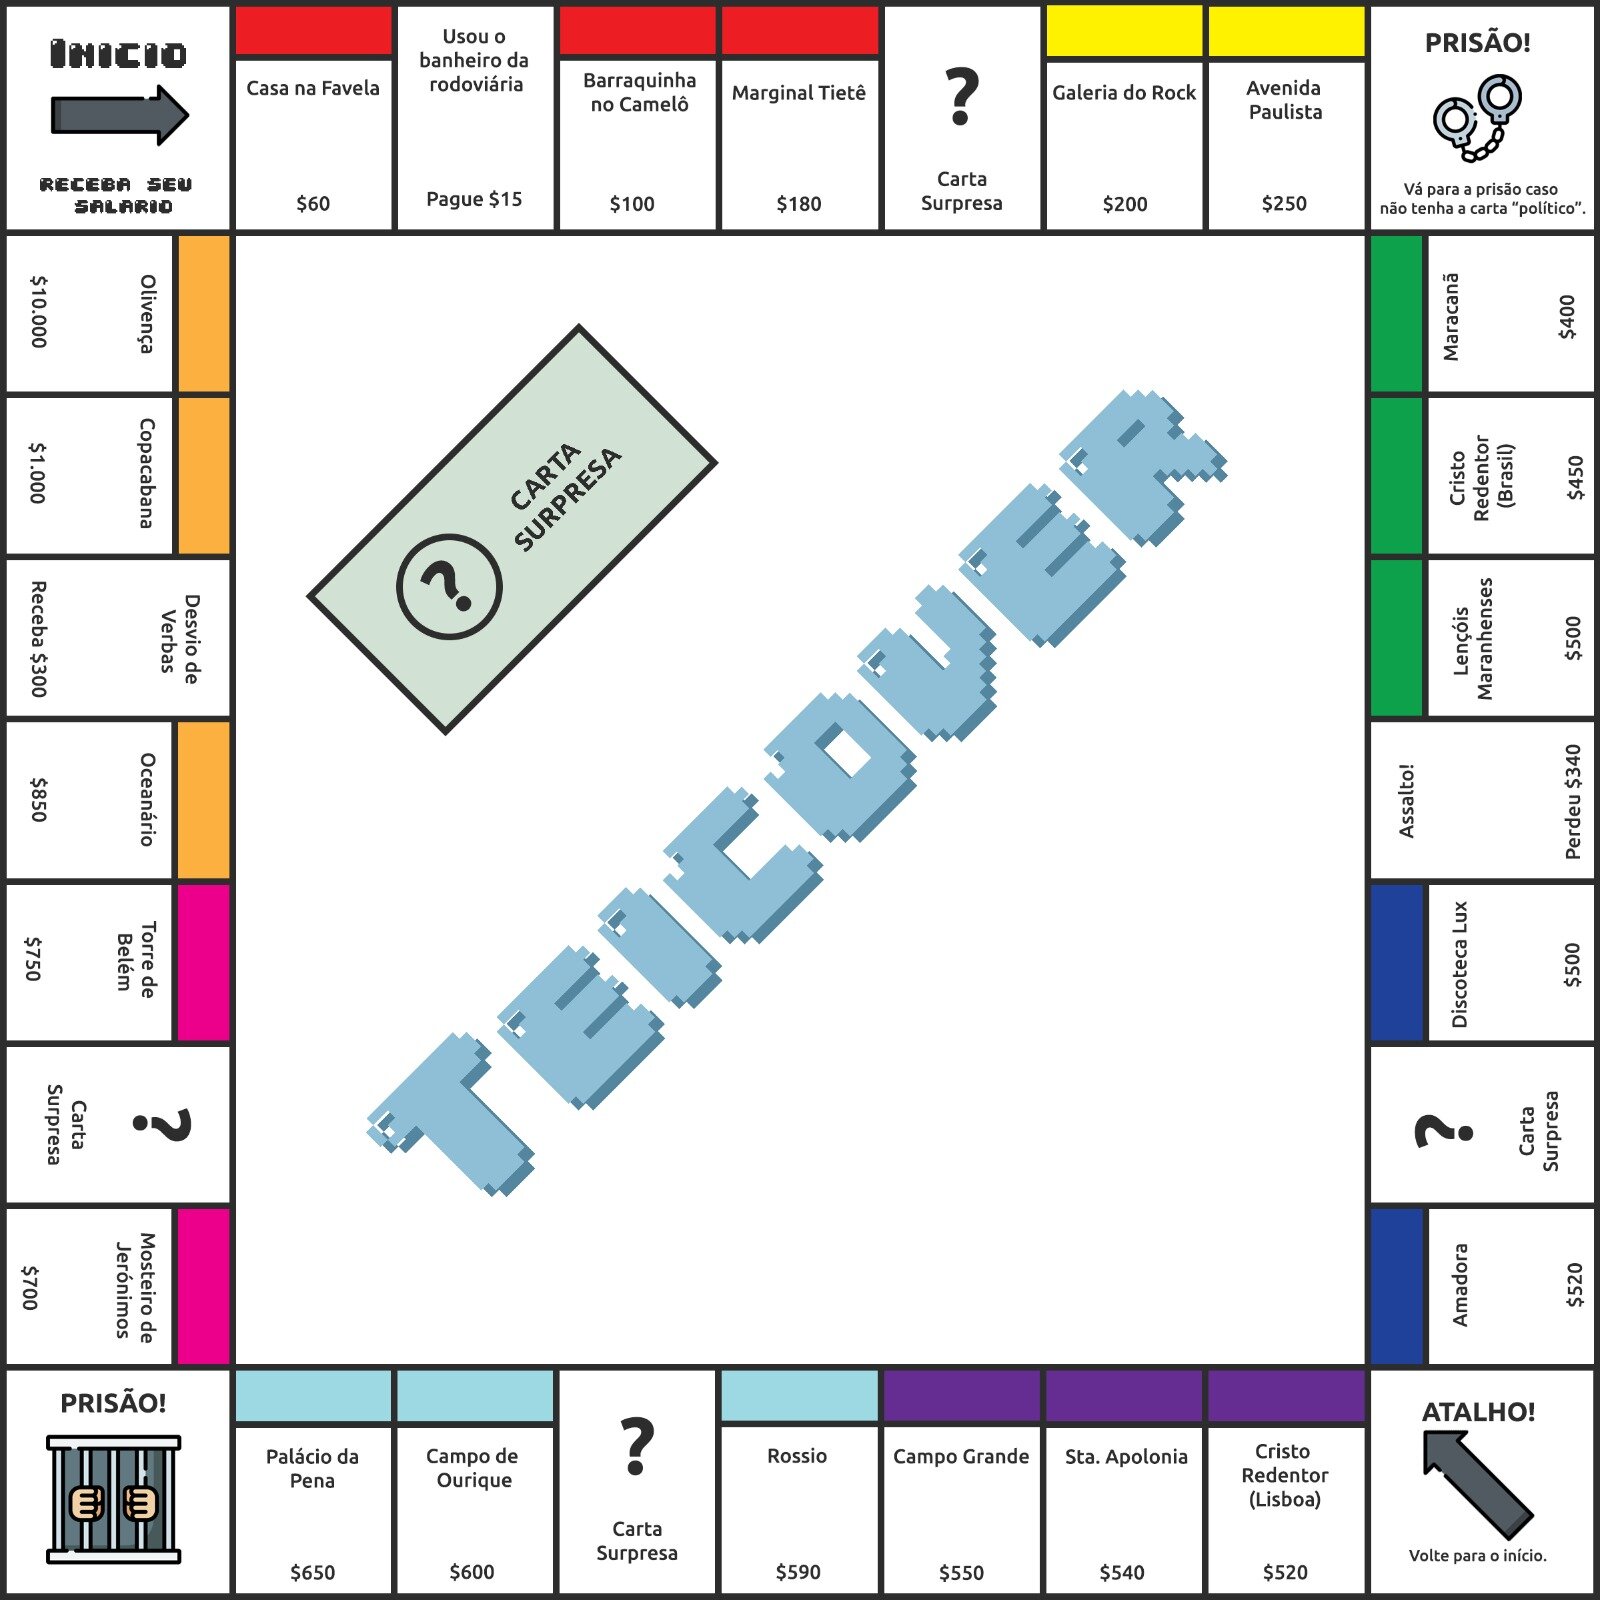 INICIO
RECEBA SEU
SALARIO
Casa na Favela
$60
Usou o
banheiro da
rodoviária
Pague $15
Barraquinha
no Camelô
$100
Marginal Tietê
$180
?
Carta
Surpresa
Galeria do Rock
$200
Avenida
Paulista
$250
PRISÃO!
Vá para a prisão caso
não tenha a carta “político”.
Maracanã
$400
Cristo
Redentor
(Brasil)
$450
Lençóis
Maranhenses
$500
Assalto!
Perdeu $340
Discoteca Lux
$500
?
Carta
Surpresa
Amadora
$520
ATALHO!
Volte para o início.
Cristo
Redentor
(Lisboa)
$520
Sta. Apolonia
$540
Campo Grande
$550
Rossio
$590
?
Carta
Surpresa
Campo de
Ourique
$600
Palácio da
Pena
$650
PRISÃO!
Mosteiro de
Jerónimos
$700
?
Carta
Surpresa
Torre de
Belém
$750
Oceanário
$850
Desvio de
Verbas
Receba $300
Copacabana
$1.000
Olivença
$10.000
?
CARTA
SURPRESA
TEICOVER